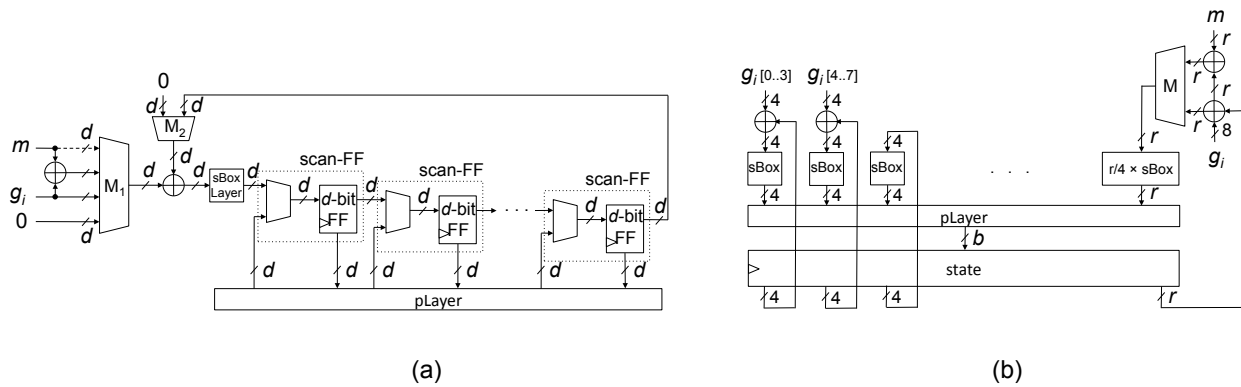 0
d d
M2
m d
d
gi d
0 d
M1
d d d
sBox
Layer
d
scan-FF
d
d-bit
FF
d
scan-FF
d
d-bit
FF
. . .
scan-FF
d
d-bit
FF
d
d d d d d d
pLayer
(a)
m
r
gi [0..3] gi [4..7]
4 4
4 4
M
r
r
r
r
8
gi
sBox sBox sBox
4 4 4
. . .
r
r/4 × sBox
r
pLayer
b
state
4 4 4 r
(b)